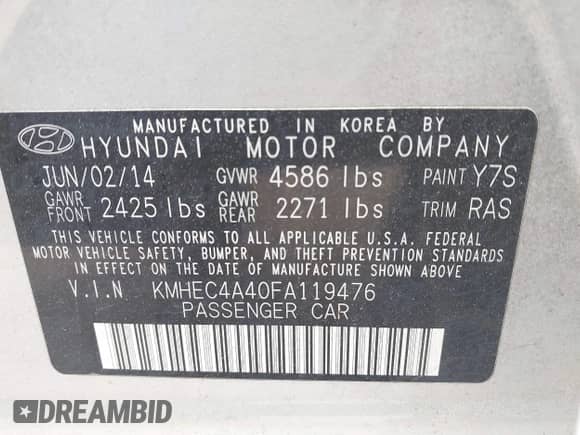 MANUFACTURED IN KOREA BY
HYUNDAI MOTOR COMPANY
JUN/02/14 GVWR 4586 lbs PAINT Y7S
GAWR FRONT 2425 lbs GAWR REAR 2271 lbs TRIM RAS
THIS VEHICLE CONFORMS TO ALL APPLICABLE U.S.A. FEDERAL
MOTOR VEHICLE SAFETY, BUMPER, AND THEFT PREVENTION STANDARDS
IN EFFECT ON THE DATE OF MANUFACTURE SHOWN ABOVE.
V.I.N KMHEC4A40FA119476
PASSENGER CAR
DREAMBID